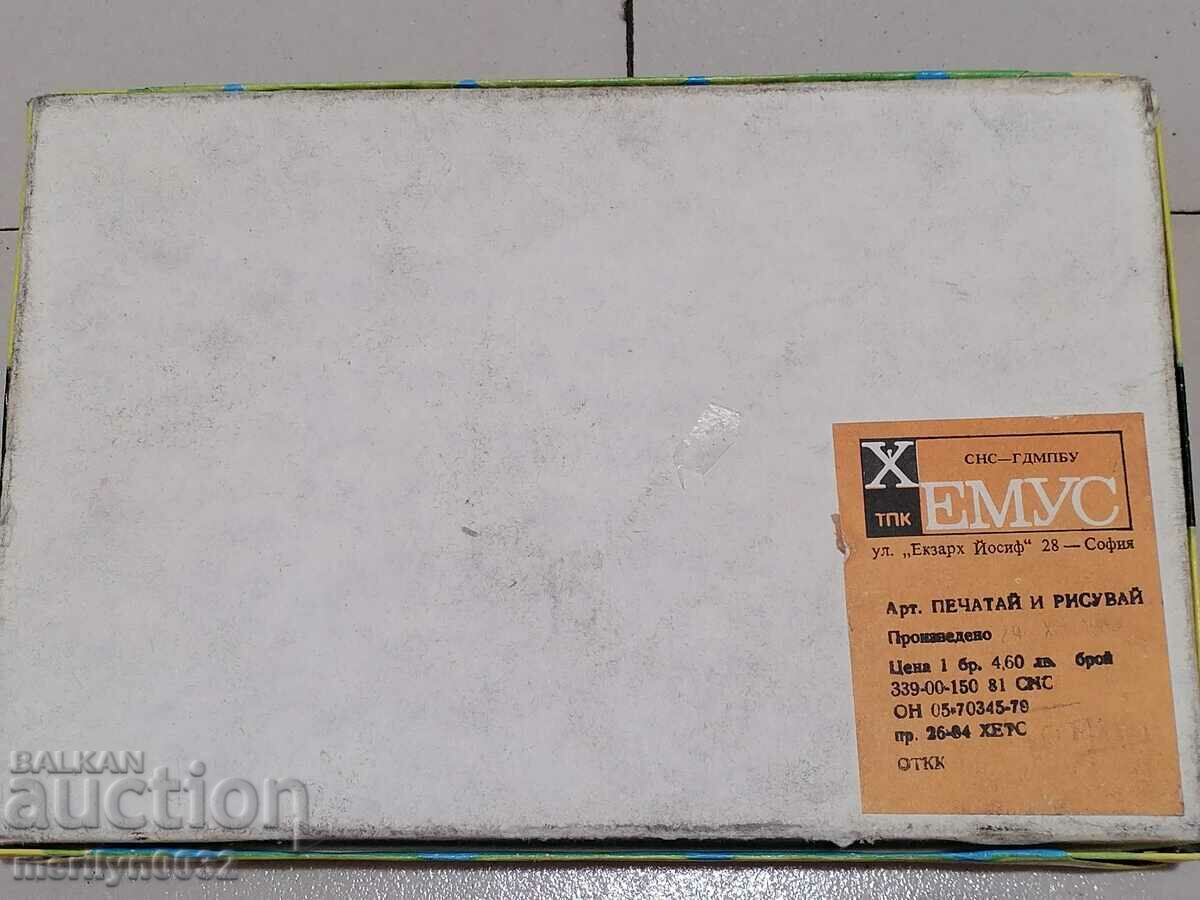 СНС—ГДМПБУ
ХЕМУС
ТПК
ул. „Екзарх Йосиф" 28 — София
Арт. ПЕЧАТАЙ И РИСУВАЙ
Произведено
Цена 1 бр. 4,60 лв. брой
339-00-150 81 СНС
ОН 05-70345-79
пр. 26-84 ХЕТС
ОТКК
BALKAN
auction
merilyn0032